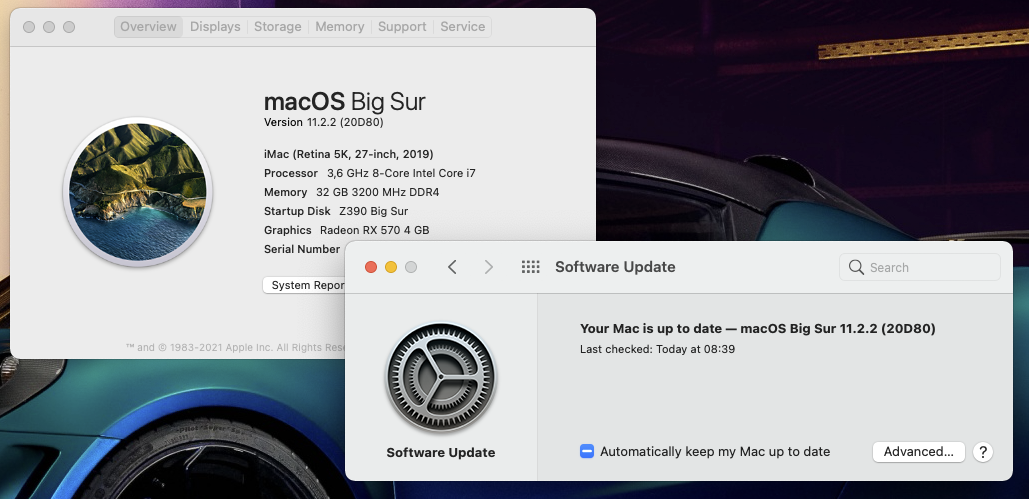 Overview Displays Storage Memory Support Service
macOS Big Sur
Version 11.2.2 (20D80)
iMac (Retina 5K, 27-inch, 2019)
Processor 3,6 GHz 8-Core Intel Core i7
Memory 32 GB 3200 MHz DDR4
Startup Disk Z390 Big Sur
Graphics Radeon RX 570 4 GB
Serial Number
System Repor
™ and © 1983-2021 Apple Inc. All Rights Rese
Software Update
Search
Your Mac is up to date — macOS Big Sur 11.2.2 (20D80)
Last checked: Today at 08:39
Software Update
Automatically keep my Mac up to date
Advanced...
?